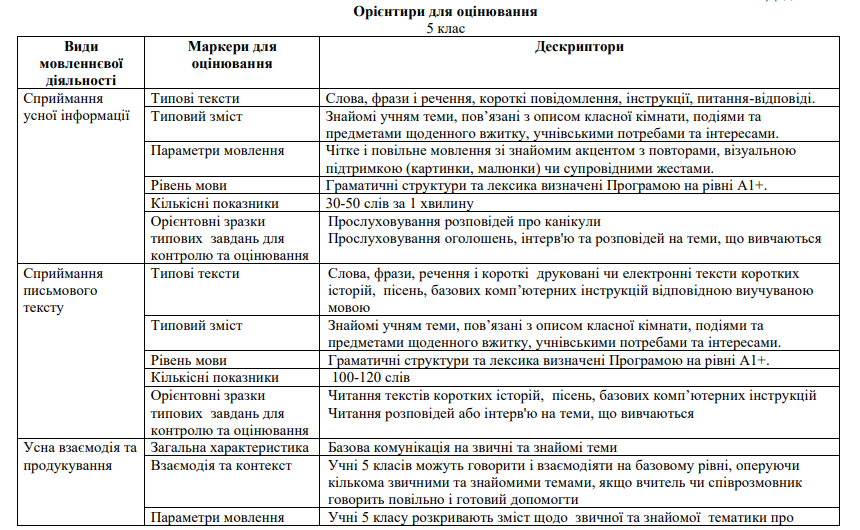 Орієнтири для оцінювання
5 клас
Види мовленнєвої діяльності
Маркери для оцінювання
Дескриптори
Сприймання усної інформації
Типові тексти
Слова, фрази і речення, короткі повідомлення, інструкції, питання-відповіді.
Типовий зміст
Знайомі учням теми, пов’язані з описом класної кімнати, подіями та
предметами щоденного вжитку, учнівськими потребами та інтересами.
Параметри мовлення
Чітке і повільне мовлення зі знайомим акцентом з повторами, візуальною
підтримкою (картинки, малюнки) чи супровідними жестами.
Рівень мови
Граматичні структури та лексика визначені Програмою на рівні А1+.
Кількісні показники
30-50 слів за 1 хвилину
Орієнтовні зразки
типових завдань для
контролю та оцінювання
Прослуховування розповідей про канікули
Прослуховування оголошень, інтерв'ю та розповідей на теми, що вивчаються
Сприймання
письмового
тексту
Типові тексти
Слова, фрази, речення і короткі друковані чи електронні тексти коротких
історій, пісень, базових комп’ютерних інструкцій відповідною виучуваною
мовою
Типовий зміст
Знайомі учням теми, пов’язані з описом класної кімнати, подіями та
предметами щоденного вжитку, учнівськими потребами та інтересами.
Рівень мови
Граматичні структури та лексика визначені Програмою на рівні А1+.
Кількісні показники
100-120 слів
Орієнтовні зразки
типових завдань для
контролю та оцінювання
Читання текстів коротких історій, пісень, базових комп’ютерних інструкцій
Читання розповідей або інтерв'ю на теми, що вивчаються
Усна взаємодія та
продукування
Загальна характеристика
Базова комунікація на звичні та знайомі теми
Взаємодія та контекст
Учні 5 класів можуть говорити і взаємодіяти на базовому рівні, оперуючи
кількома звичними та знайомими темами, якщо вчитель чи співрозмовник
говорить повільно і готовий допомогти
Параметри мовлення
Учні 5 класу розкривають зміст щодо звичної та знайомої тематики про